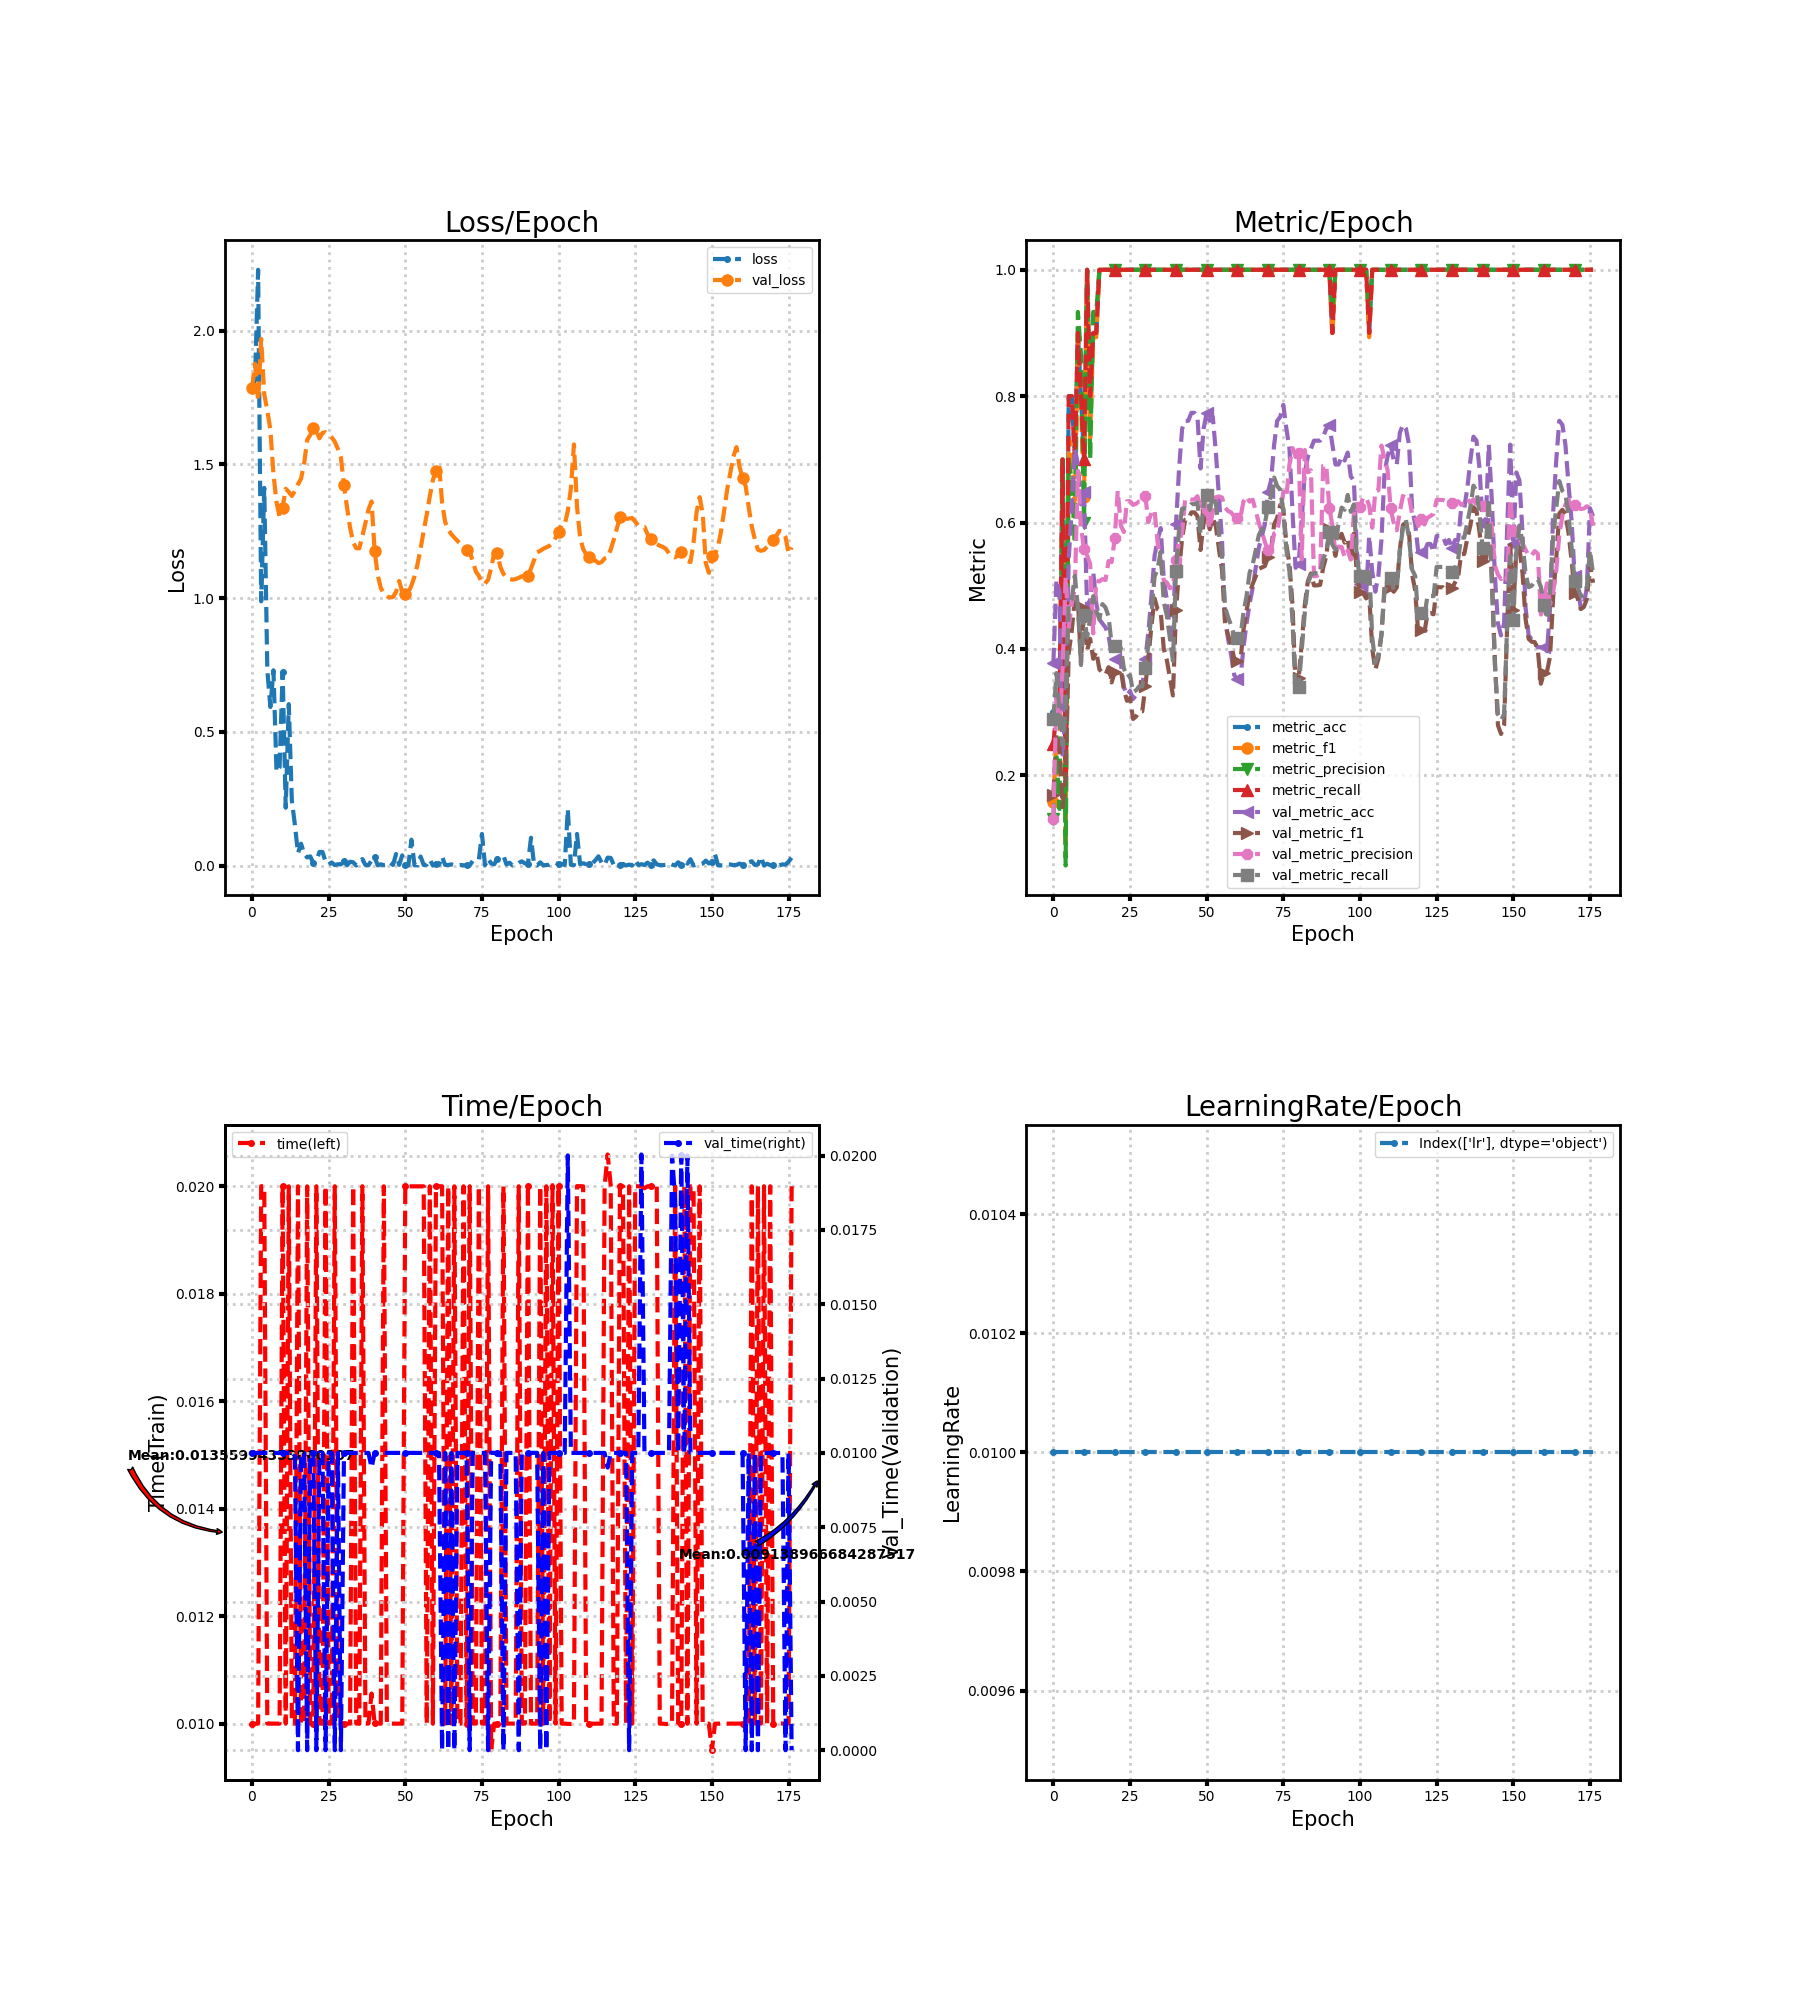 Loss/Epoch
loss
val_loss
Loss
2.0
1.5
1.0
0.5
0.0
0 25 50 75 100 125 150 175
Epoch
Metric/Epoch
Metric
1.0
0.8
0.6
0.4
0.2
metric_acc
metric_f1
metric_precision
metric_recall
val_metric_acc
val_metric_f1
val_metric_precision
val_metric_recall
0 25 50 75 100 125 150 175
Epoch
Time/Epoch
time(left)
val_time(right)
0.020
0.018
0.016
0.014
0.012
0.010
0.0200
0.0175
0.0150
0.0125
0.0100
0.0075
0.0050
0.0025
0.0000
Val_Time(Validation)
0 25 50 75 100 125 150 175
Epoch
LearningRate/Epoch
Index(['lr'], dtype='object')
LearningRate
0.0104
0.0102
0.0100
0.0098
0.0096
0 25 50 75 100 125 150 175
Epoch